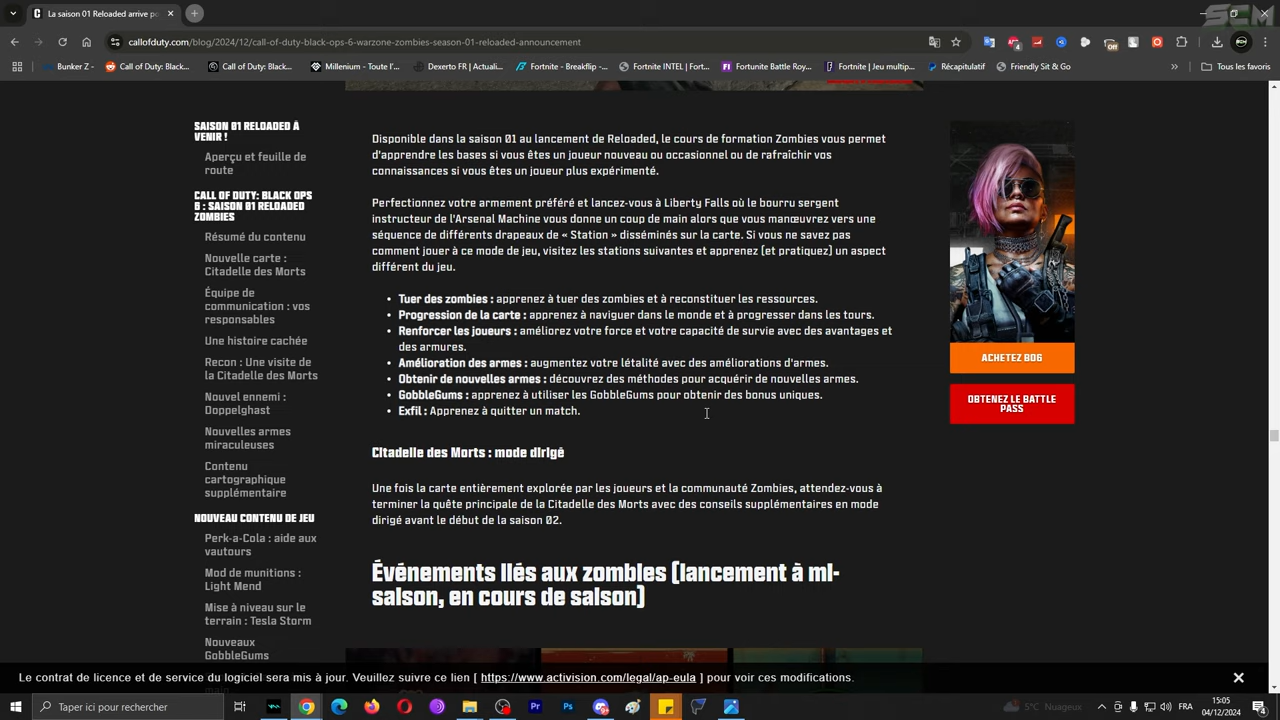 La saison 01 Reloaded arrive po
callofduty.com/blog/2024/12/call-of-duty-black-ops-6-warzone-zombies-season-01-reloaded-announcement
Bunker Z -
Call of Duty: Black...
Call of Duty: Black...
Millenium - Toute l'...
Dexerto FR | Actuali...
Fortnite - Breakflip -...
Fortnite INTEL | Fort...
Fortunite Battle Roy...
Fortnite | Jeu multip...
Récapitulatif
Friendly Sit & Go
Tous les favoris
SAISON 01 RELOADED À
VENIR !
Aperçu et feuille de
route
CALL OF DUTY: BLACK OPS
6 : SAISON 01 RELOADED
ZOMBIES
Résumé du contenu
Nouvelle carte :
Citadelle des Morts
Équipe de
communication : vos
responsables
Une histoire cachée
Recon : Une visite de
la Citadelle des Morts
Nouvel ennemi :
Doppelghast
Nouvelles armes
miraculeuses
Contenu
cartographique
supplémentaire
NOUVEAU CONTENU DE JEU
Perk-a-Cola : aide aux
vautours
Mod de munitions :
Light Mend
Mise à niveau sur le
terrain : Tesla Storm
Nouveaux
GobbleGums
Disponible dans la saison 01 au lancement de Reloaded, le cours de formation Zombies vous permet
d'apprendre les bases si vous êtes un joueur nouveau ou occasionnel ou de rafraîchir vos
connaissances si vous êtes un joueur plus expérimenté.
Perfectionnez votre armement préféré et lancez-vous à Liberty Falls où le bourru sergent
instructeur de l'Arsenal Machine vous donne un coup de main alors que vous manœuvrez vers une
séquence de différents drapeaux de « Station » disséminés sur la carte. Si vous ne savez pas
comment jouer à ce mode de jeu, visitez les stations suivantes et apprenez (et pratiquez) un aspect
différent du jeu.
• Tuer des zombies : apprenez à tuer des zombies et à reconstituer les ressources.
• Progression de la carte : apprenez à naviguer dans le monde et à progresser dans les tours.
• Renforcer les joueurs : améliorez votre force et votre capacité de survie avec des avantages et
des armures.
• Amélioration des armes : augmentez votre létalité avec des améliorations d'armes.
• Obtenir de nouvelles armes : découvrez des méthodes pour acquérir de nouvelles armes.
• GobbleGums : apprenez à utiliser les GobbleGums pour obtenir des bonus uniques.
• Exfil : Apprenez à quitter un match.
Citadelle des Morts : mode dirigé
Une fois la carte entièrement explorée par les joueurs et la communauté Zombies, attendez-vous à
terminer la quête principale de la Citadelle des Morts avec des conseils supplémentaires en mode
dirigé avant le début de la saison 02.
Événements liés aux zombies (lancement à mi-
saison, en cours de saison)
ACHETEZ BO6
OBTENEZ LE BATTLE
PASS
Le contrat de licence et de service du logiciel sera mis à jour. Veuillez suivre ce lien [ https://www.activision.com/legal/ap-eula ] pour voir ces modifications.
Taper ici pour rechercher
5°C Nuageux
FRA
15:05
04/12/2024